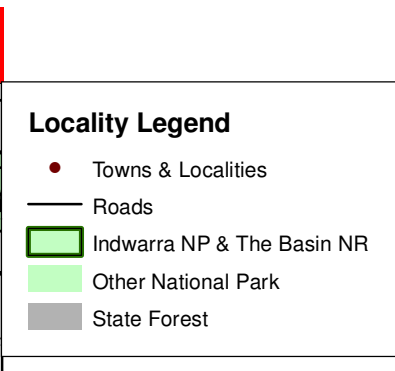 Locality Legend
Towns & Localities
Roads
Indwarra NP & The Basin NR
Other National Park
State Forest